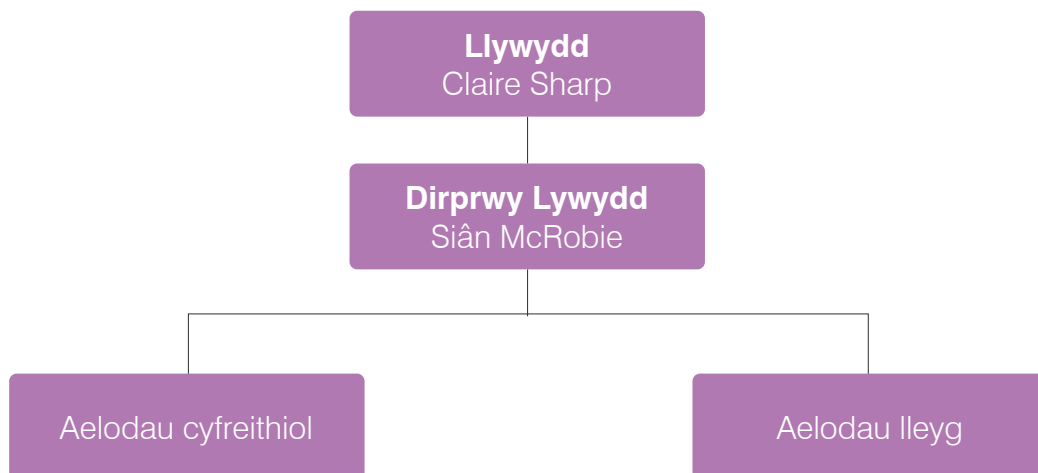 Llywydd
Claire Sharp
Dirprwy Lywydd
Siân McRobie
Aelodau cyfreithiol
Aelodau lleyg